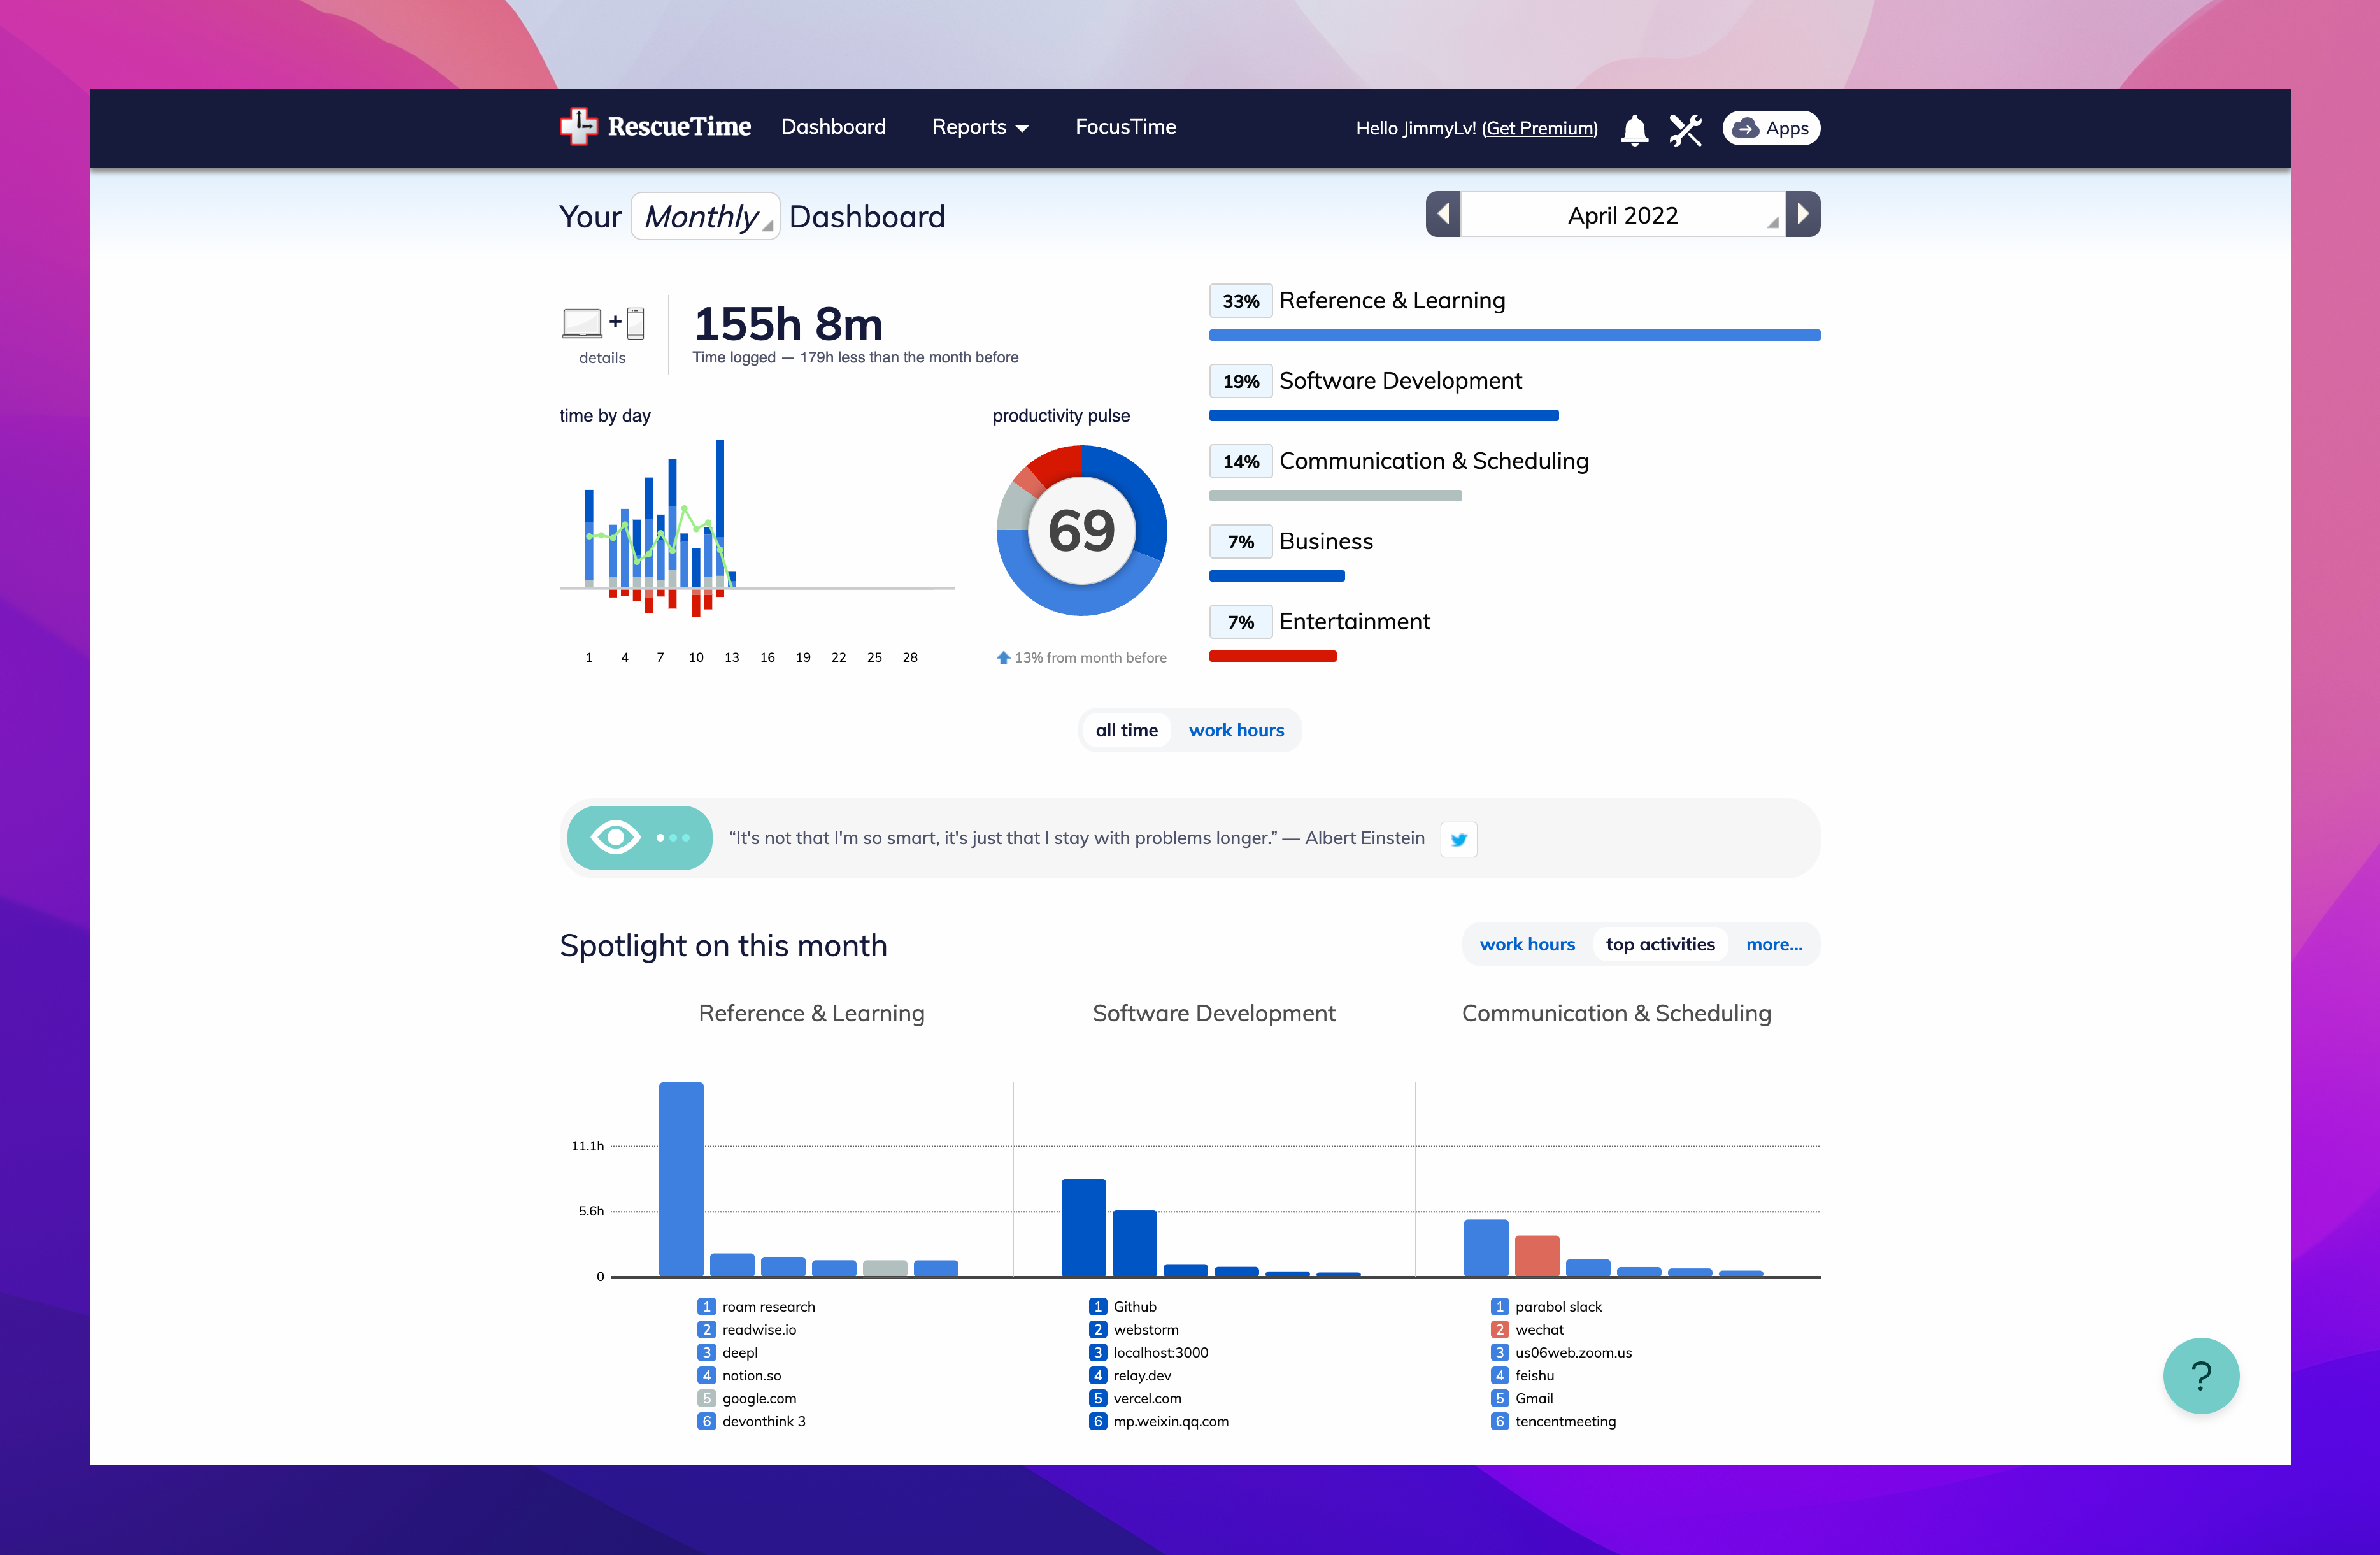 RescueTime Dashboard Reports FocusTime Hello JimmyLv! (Get Premium) Apps
Your Monthly Dashboard
April 2022
+
details
155h 8m
Time logged — 179h less than the month before
time by day
1 4 7 10 13 16 19 22 25 28
productivity pulse
69
13% from month before
33% Reference & Learning
19% Software Development
14% Communication & Scheduling
7% Business
7% Entertainment
all time work hours
“It's not that I'm so smart, it's just that I stay with problems longer.” — Albert Einstein
Spotlight on this month
work hours top activities more...
Reference & Learning Software Development Communication & Scheduling
11.1h
5.6h
0
1 roam research
2 readwise.io
3 deepl
4 notion.so
5 google.com
6 devonthink 3
1 Github
2 webstorm
3 localhost:3000
4 relay.dev
5 vercel.com
6 mp.weixin.qq.com
1 parabol slack
2 wechat
3 us06web.zoom.us
4 feishu
5 Gmail
6 tencentmeeting
?